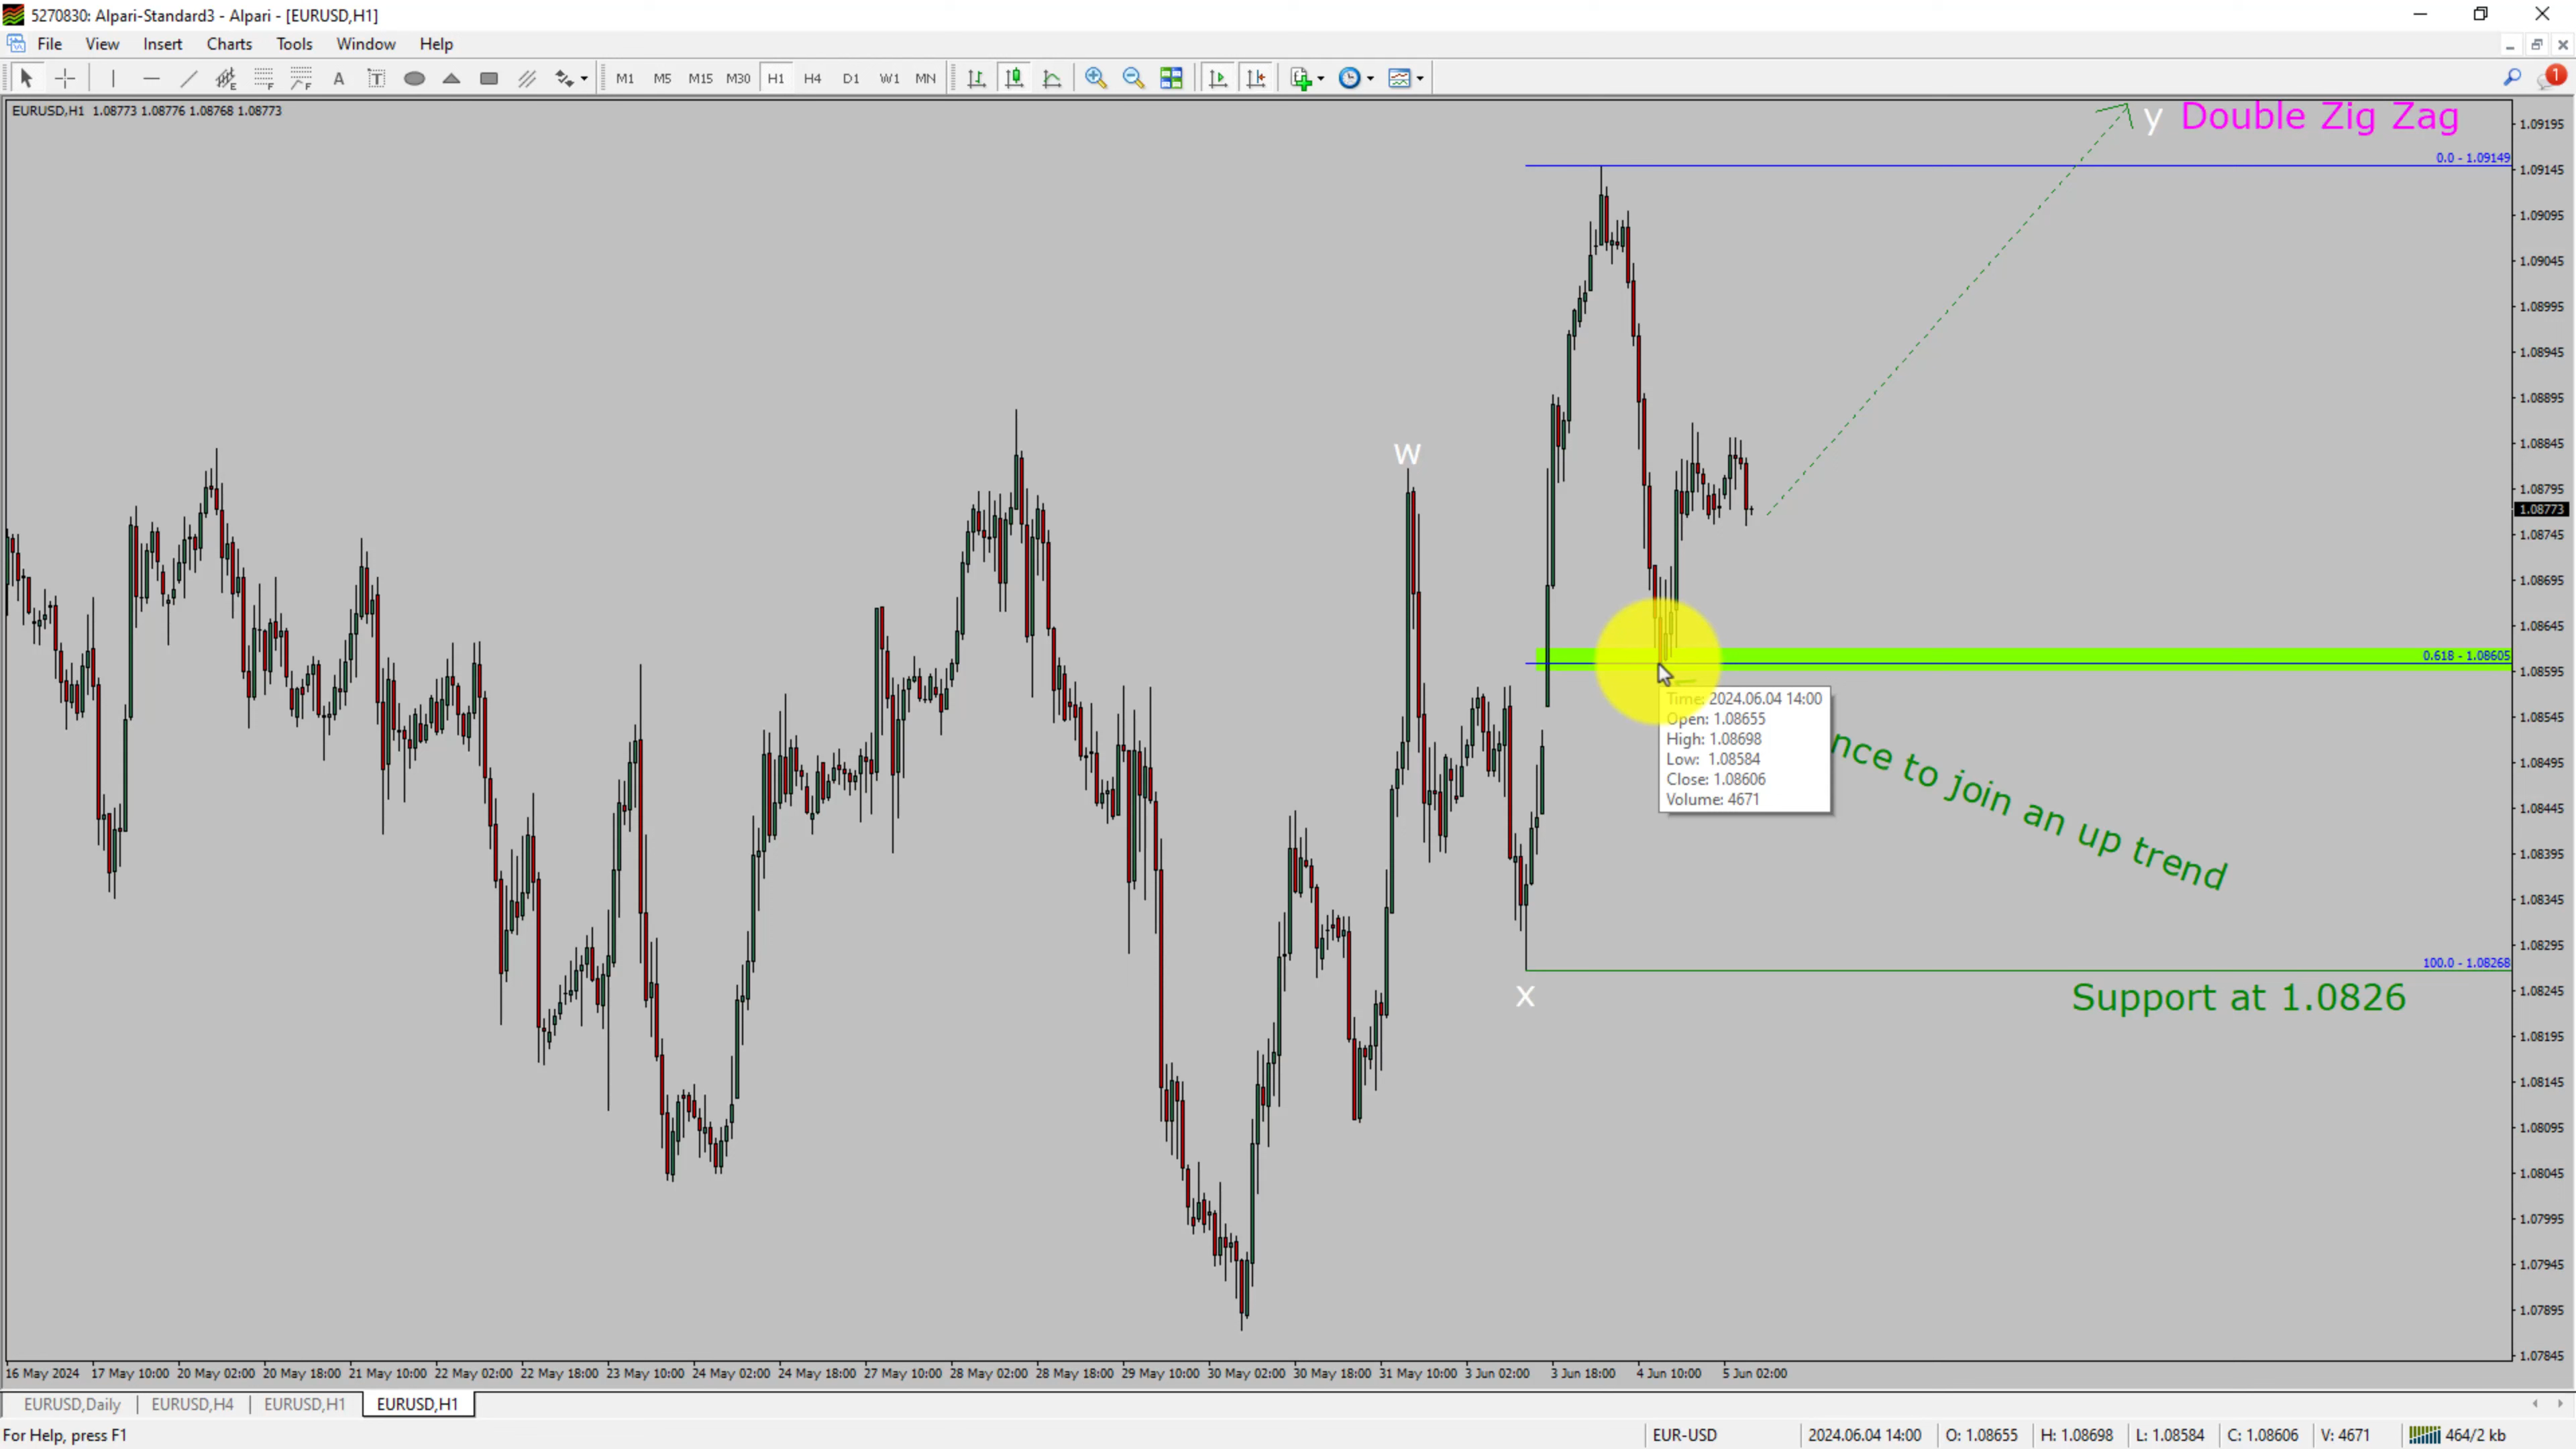 5270830: Alpari-Standard3 - Alpari - [EURUSD,H1]
File View Insert Charts Tools Window Help
A T M1 M5 M15 M30 H1 H4 D1 W1 MN 1
EURUSD,H1 1.08773 1.08776 1.08768 1.08773
y Double Zig Zag
1.09195
0.0 - 1.09149
1.09145
1.09095
1.09045
1.08995
1.08945
1.08895
1.08845
w
1.08795
1.08773
1.08745
1.08695
1.08645
0.618 - 1.08605
1.08595
Time: 2024.06.04 14:00
Open: 1.08655
High: 1.08698
Low: 1.08584
Close: 1.08606
Volume: 4671
to join an up trend
1.08545
1.08495
1.08445
1.08395
1.08345
1.08295
100.0 - 1.08268
x
Support at 1.0826
1.08245
1.08195
1.08145
1.08095
1.08045
1.07995
1.07945
1.07895
1.07845
16 May 2024 17 May 10:00 20 May 02:00 20 May 18:00 21 May 10:00 22 May 02:00 22 May 18:00 23 May 10:00 24 May 02:00 24 May 18:00 27 May 10:00 28 May 02:00 28 May 18:00 29 May 10:00 30 May 02:00 30 May 18:00 31 May 10:00 3 Jun 02:00 3 Jun 18:00 4 Jun 10:00 5 Jun 02:00
EURUSD,Daily EURUSD,H4 EURUSD,H1 EURUSD,H1
For Help, press F1 EUR-USD 2024.06.04 14:00 O: 1.08655 H: 1.08698 L: 1.08584 C: 1.08606 V: 4671 464/2 kb